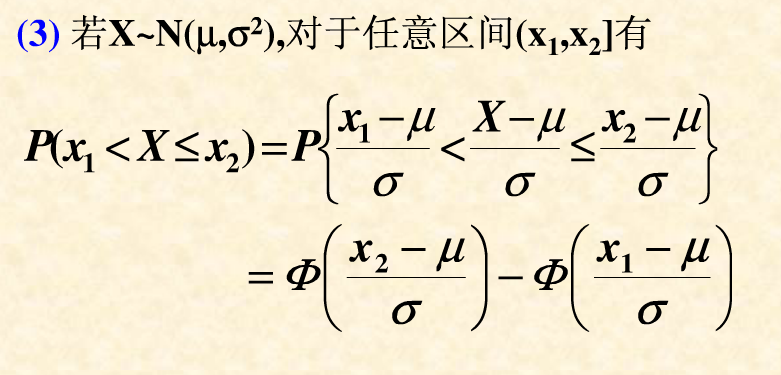 (3) 若X~N(μ,σ²),对于任意区间(x₁,x₂]有
P(x₁ < X ≤ x₂) = P{(x₁ − μ)/σ < (X − μ)/σ ≤ (x₂ − μ)/σ}
= Φ((x₂ − μ)/σ) − Φ((x₁ − μ)/σ)